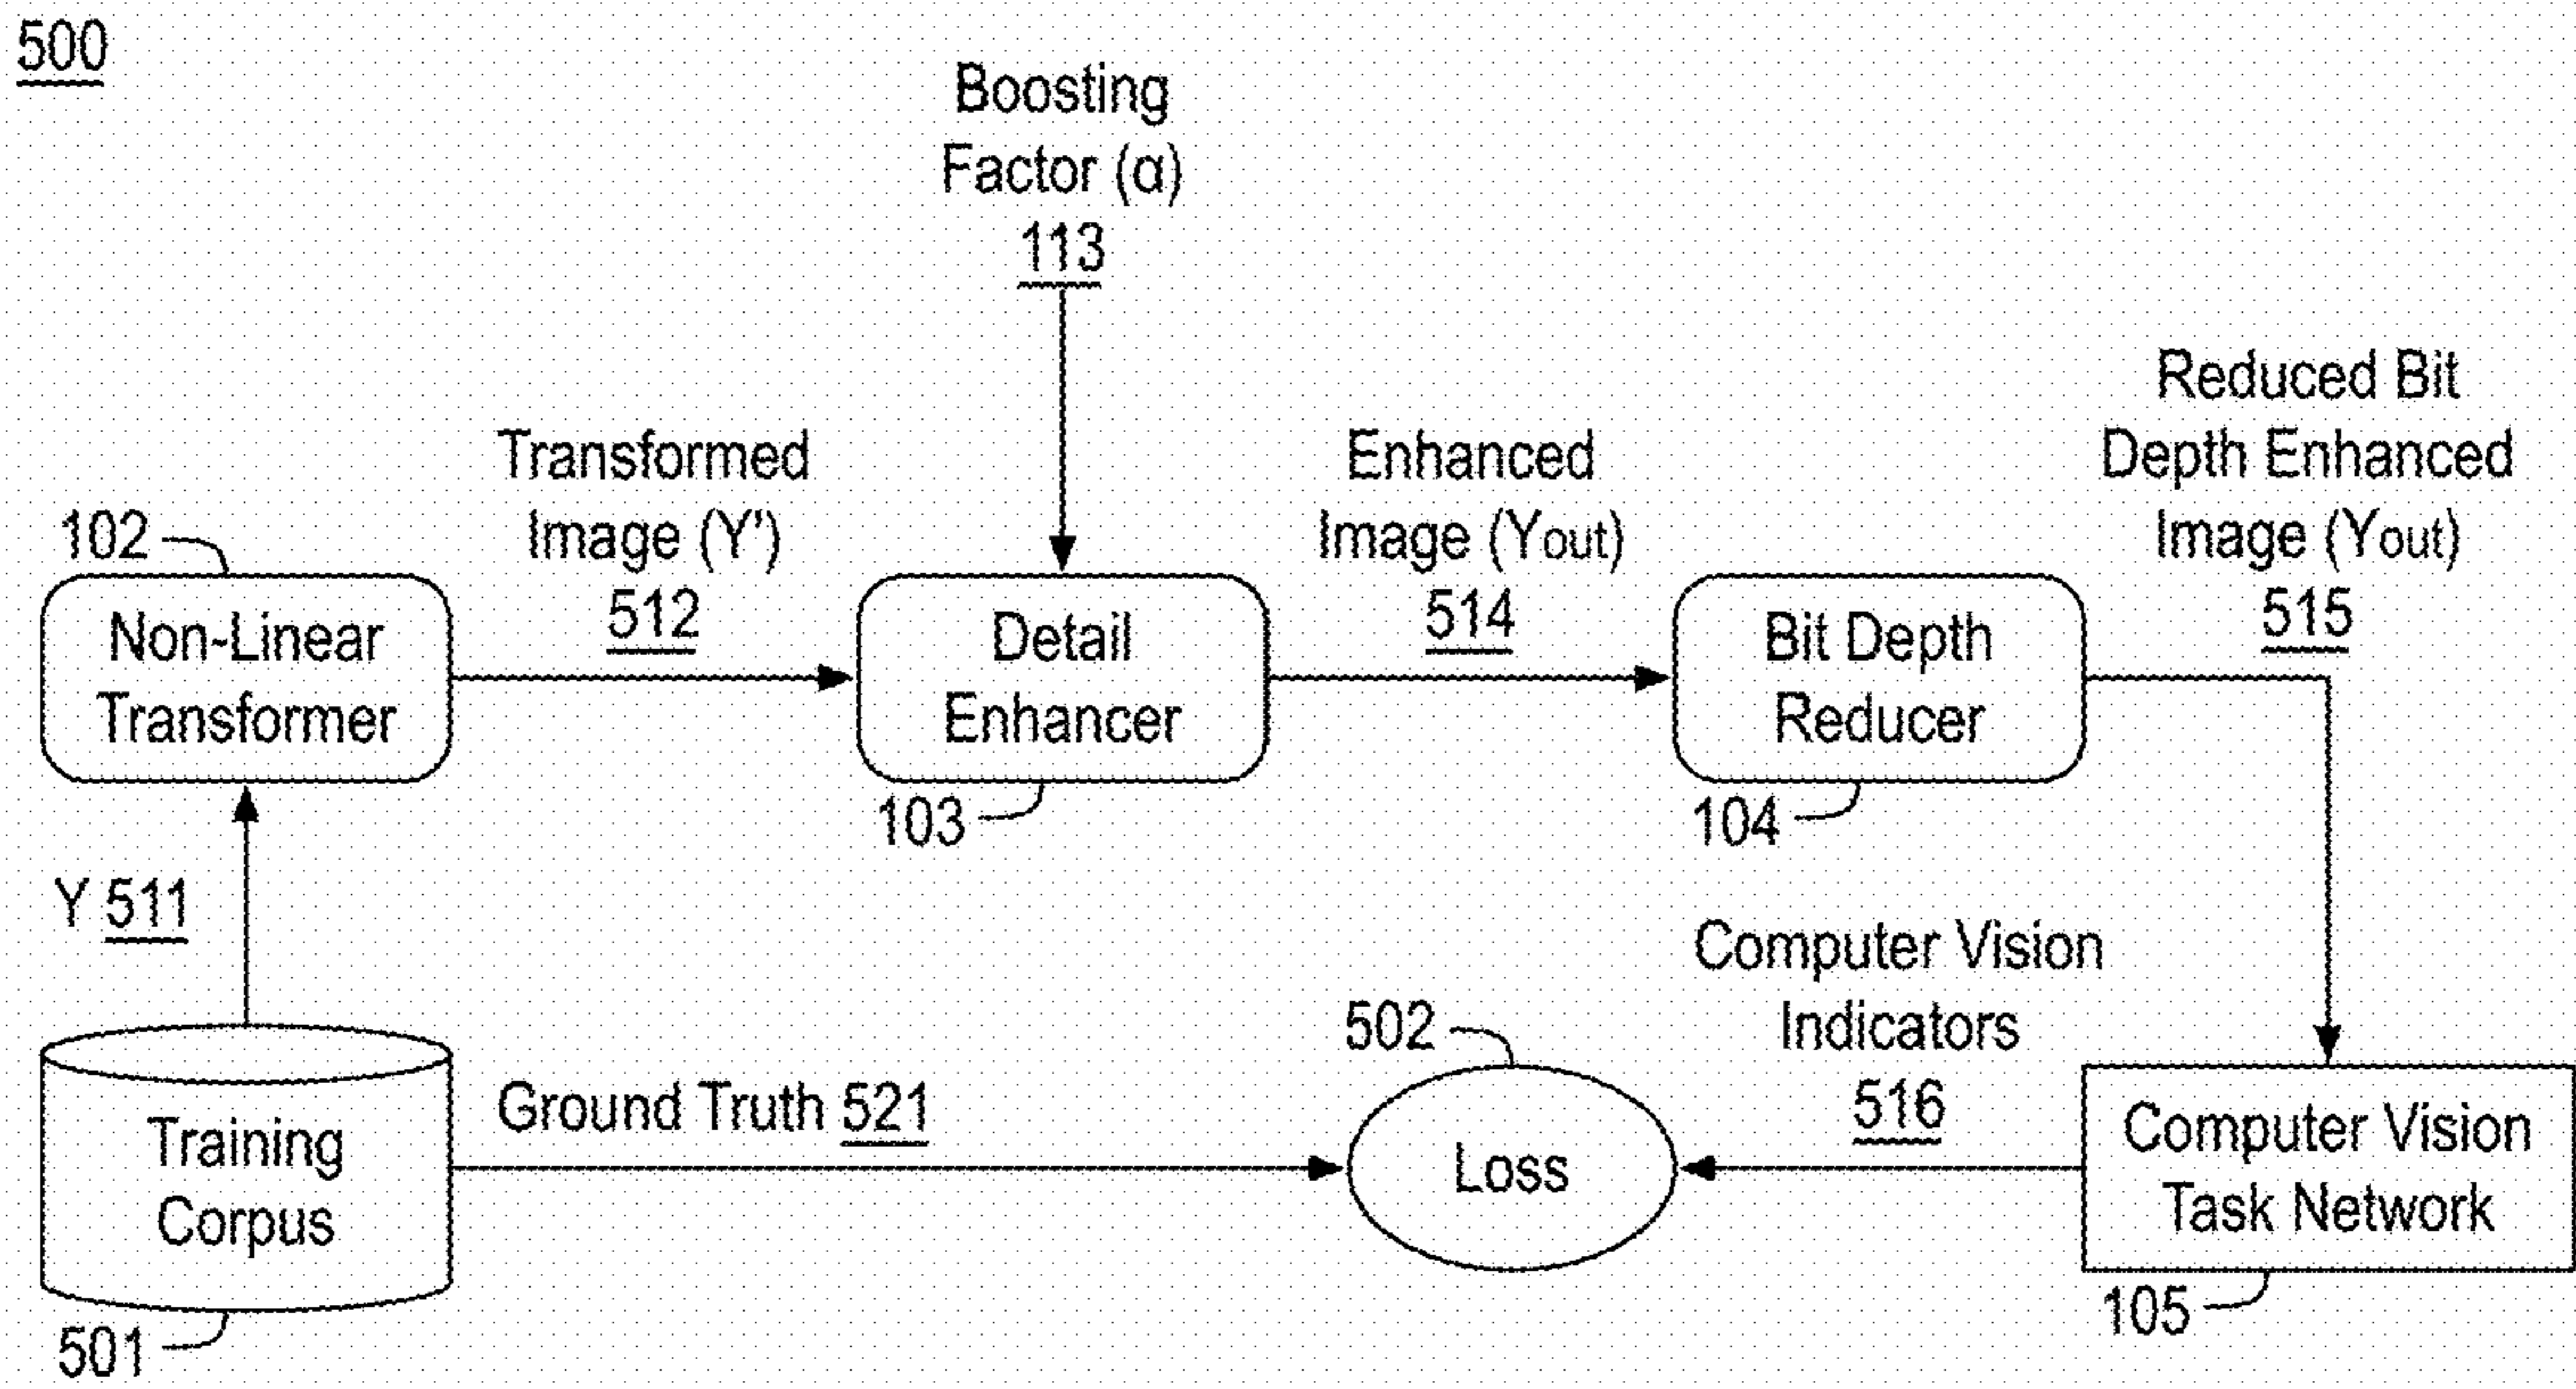 500
Boosting
Factor (α)
113
Transformed
Image (Y')
512
Enhanced
Image (Yout)
514
Reduced Bit
Depth Enhanced
Image (Yout)
515
102
Non-Linear
Transformer
Detail
Enhancer
103
Bit Depth
Reducer
104
Y 511
Training
Corpus
501
Ground Truth 521
502
Loss
Computer Vision
Indicators
516
Computer Vision
Task Network
105